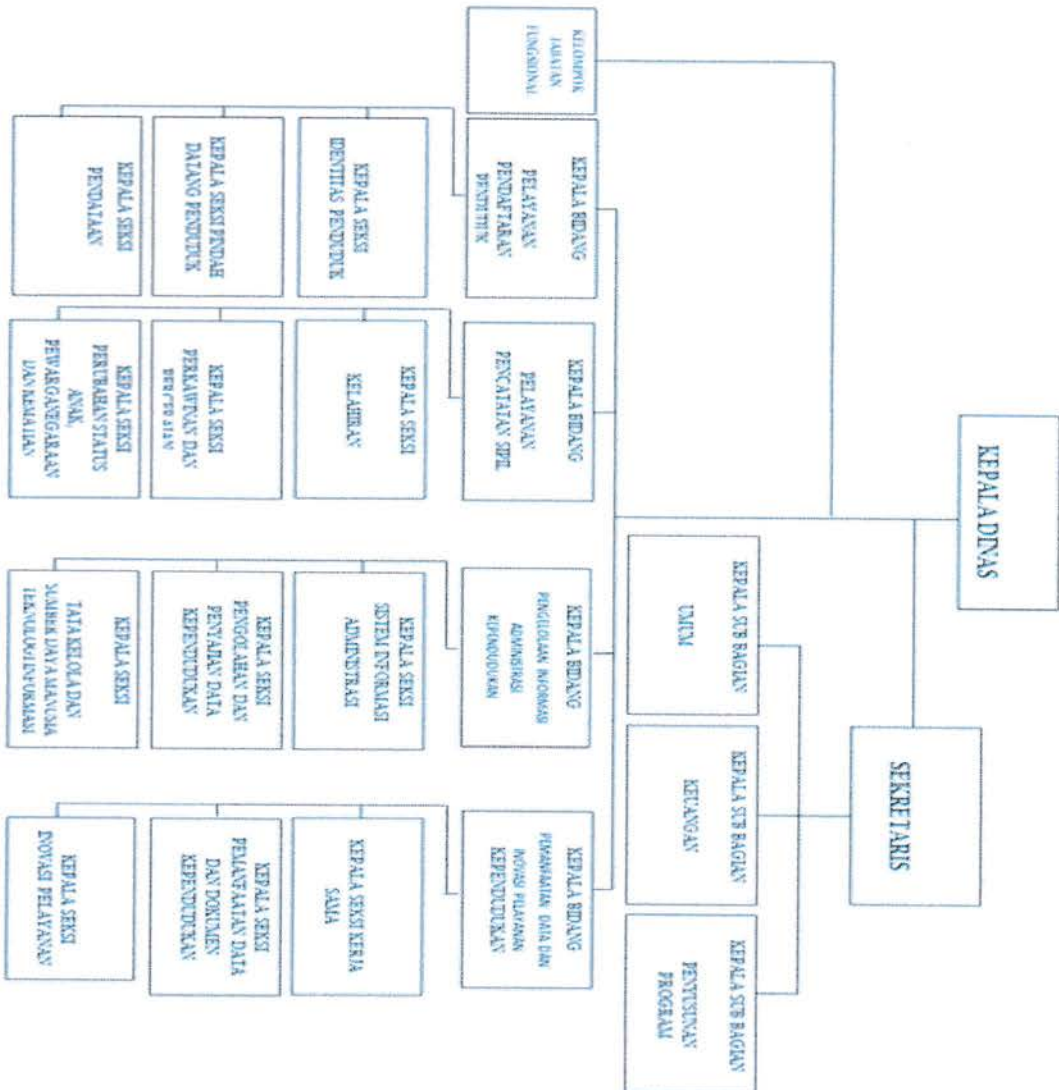 KEPALA DINAS
SEKRETARIS
KEPALA SUB BAGIAN
UMUM
KEPALA SUB BAGIAN
KEUANGAN
KEPALA SUB BAGIAN
PENYUSUNAN
PROGRAM
KELOMPOK
JABATAN
FUNGSIONAL
KEPALA BIDANG
PELAYANAN
PENDAFTARAN
PENDUDUK
KEPALA BIDANG
PELAYANAN
PENCATATAN SIPIL
KEPALA BIDANG
PENGELOLAAN INFORMASI
ADMINISTRASI
KEPENDUDUKAN
KEPALA BIDANG
PEMANFAATAN DATA DAN
INOVASI PELAYANAN
KEPENDUDUKAN
KEPALA SEKSI
IDENTITAS PENDUDUK
KEPALA SEKSI
KELAHIRAN
KEPALA SEKSI
SISTEM INFORMASI
ADMINISTRASI
KEPALA SEKSI KERJA
SAMA
KEPALA SEKSI PINDAH
DATANG PENDUDUK
KEPALA SEKSI
PERKAWINAN DAN
PERCERAIAN
KEPALA SEKSI
PENGOLAHAN DAN
PENYAJIAN DATA
KEPENDUDUKAN
KEPALA SEKSI
PEMANFAATAN DATA
DAN DOKUMEN
KEPENDUDUKAN
KEPALA SEKSI
PENDATAAN
KEPALA SEKSI
PERUBAHAN STATUS
ANAK,
PEWARGANEGARAAN
DAN KEMATIAN
KEPALA SEKSI
TATA KELOLA DAN
SUMBER DAYA MANUSIA
TEKNOLOGI INFORMASI
KEPALA SEKSI
INOVASI PELAYANAN